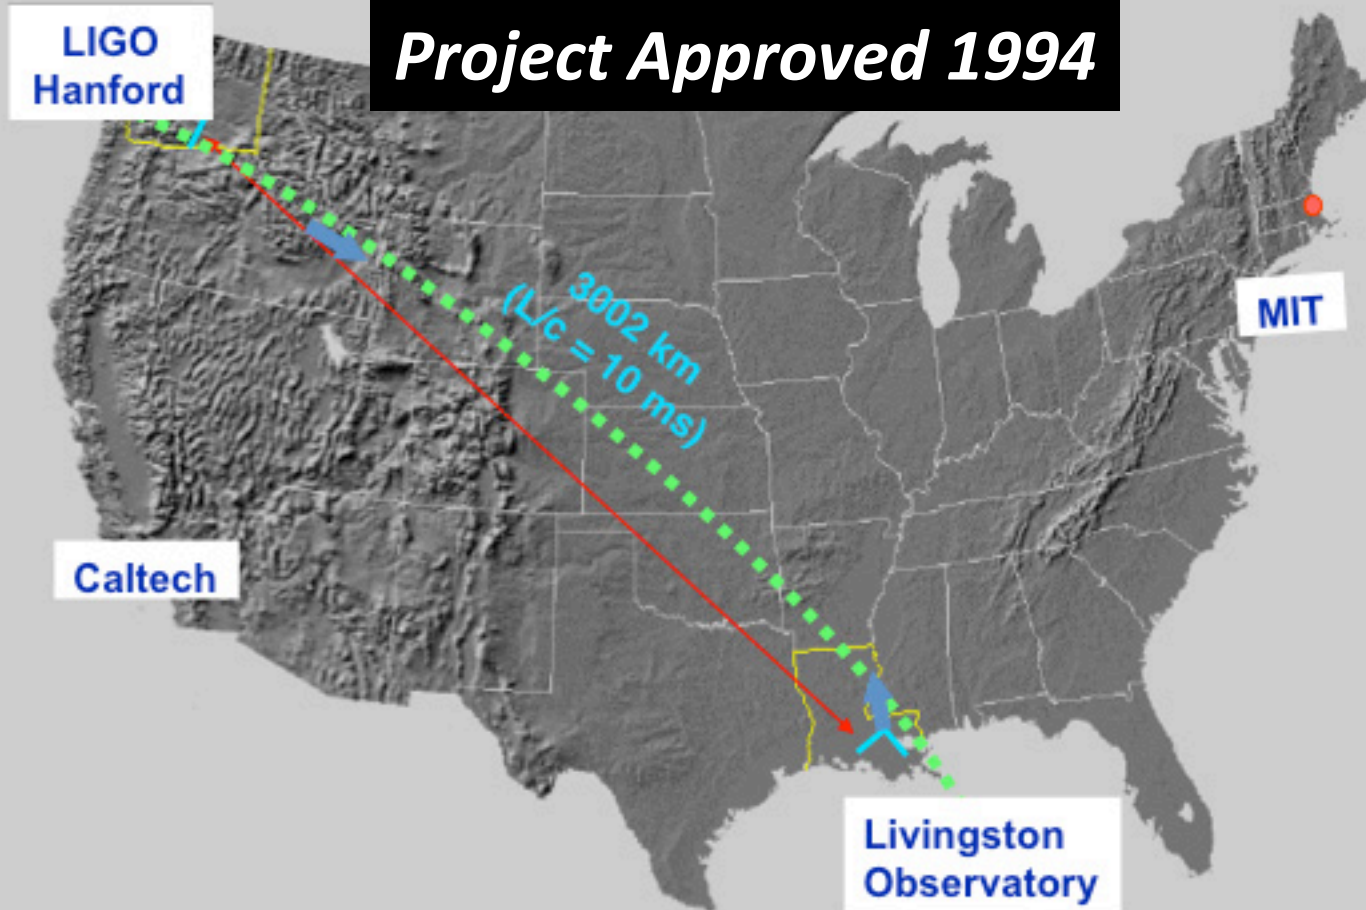 LIGO
Hanford
Project Approved 1994
3002 km
(L/c = 10 ms)
MIT
Caltech
Livingston
Observatory